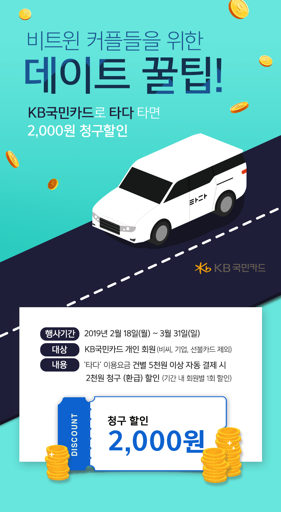 비트윈 커플들을 위한
데이트 꿀팁!
KB국민카드로 타다 타면
2,000원 청구할인
타다
KB국민카드
행사기간 2019년 2월 18일(월) ~ 3월 31일(일)
대상 KB국민카드 개인 회원 (비씨, 기업, 선불카드 제외)
내용 '타다' 이용요금 건별 5천원 이상 자동 결제 시
2천원 청구 (환급) 할인 (기간 내 회원별 1회 할인)
DISCOUNT
청구 할인
2,000원